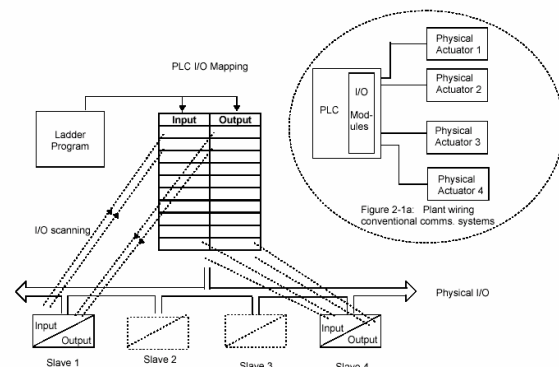 PLC I/O Mapping
Input Output
Ladder
Program
I/O scanning
Physical I/O
Input
Output
Input
Output
Slave 1
Slave 2
Slave 3
Slave 4
PLC
I/O
Mod-
ules
Physical
Actuator 1
Physical
Actuator 2
Physical
Actuator 3
Physical
Actuator 4
Figure 2-1a: Plant wiring
conventional comms. systems